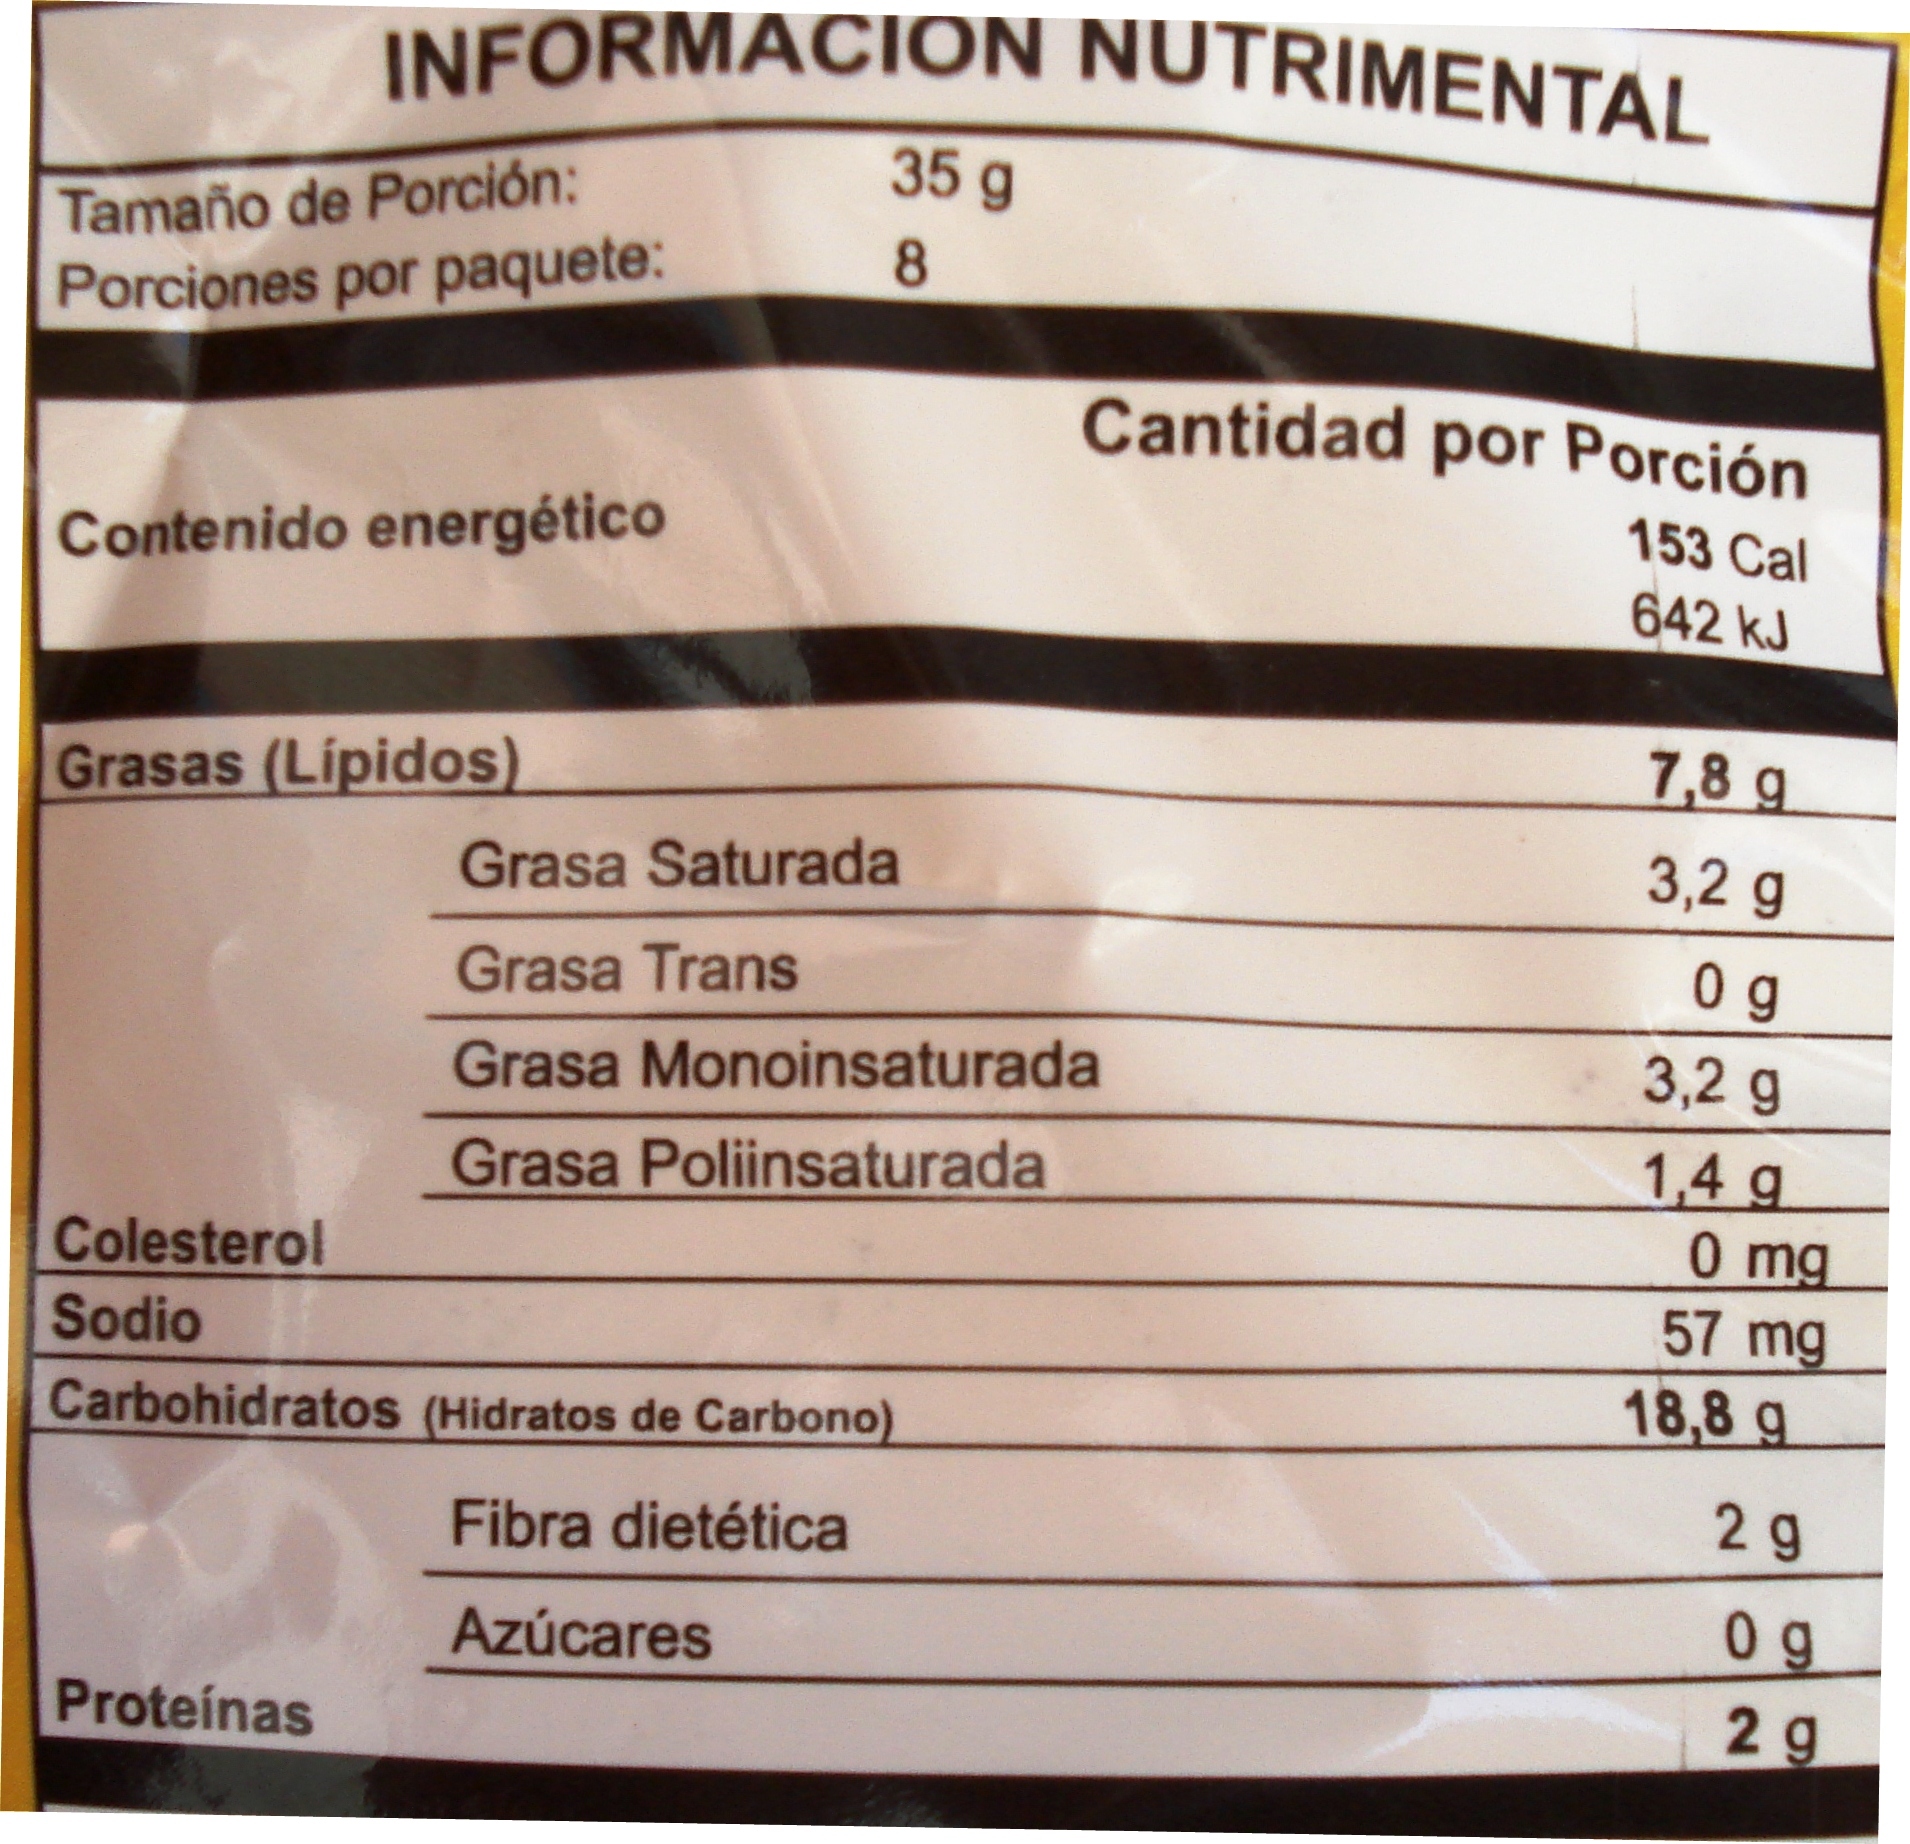 INFORMACIÓN NUTRIMENTAL
Tamaño de Porción: 35 g
Porciones por paquete: 8
Cantidad por Porción
Contenido energético 153 Cal
642 kJ
Grasas (Lípidos) 7,8 g
Grasa Saturada 3,2 g
Grasa Trans 0 g
Grasa Monoinsaturada 3,2 g
Grasa Poliinsaturada 1,4 g
Colesterol 0 mg
Sodio 57 mg
Carbohidratos (Hidratos de Carbono) 18,8 g
Fibra dietética 2 g
Azúcares 0 g
Proteínas 2 g